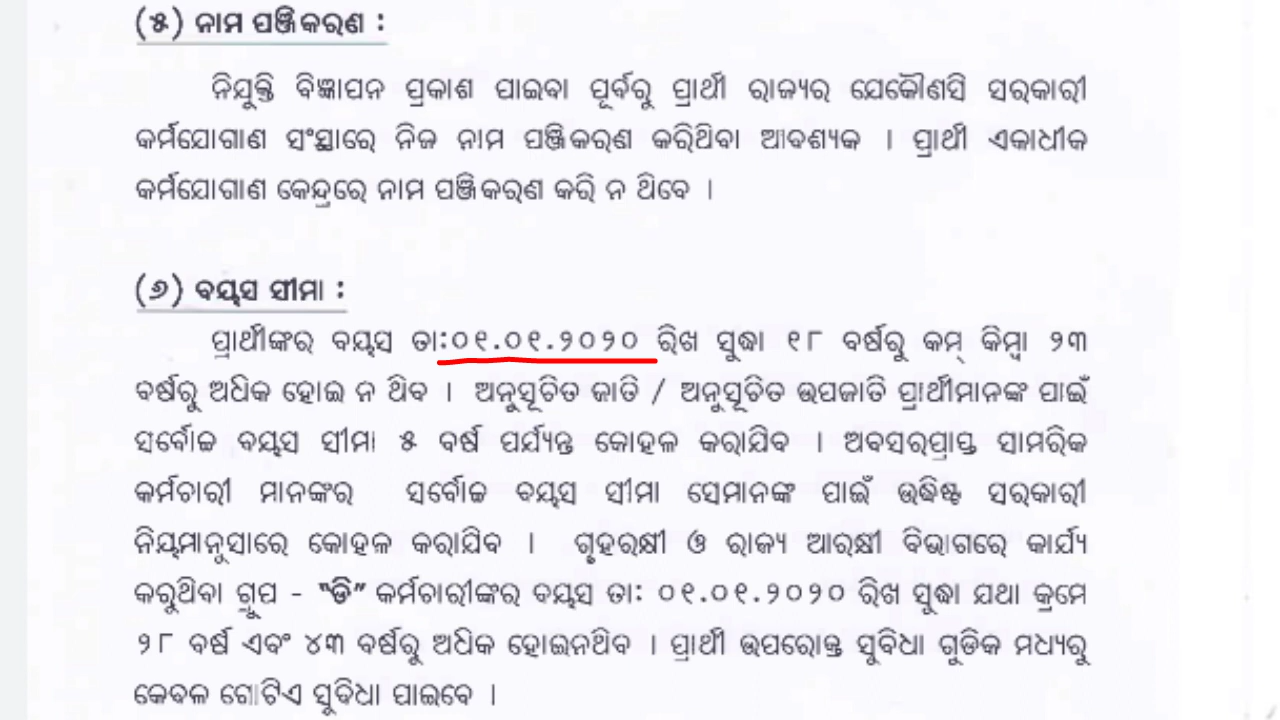 (୫) ନାମ ପଞ୍ଜିକରଣ :
ନିଯୁକ୍ତି ବିଜ୍ଞାପନ ପ୍ରକାଶ ପାଇବା ପୂର୍ବରୁ ପ୍ରାର୍ଥୀ ରାଜ୍ୟର ଯେକୌଣସି ସରକାରୀ
କର୍ମଯୋଗାଣ ସଂସ୍ଥାରେ ନିଜ ନାମ ପଞ୍ଜିକରଣ କରିଥିବା ଆବଶ୍ୟକ । ପ୍ରାର୍ଥୀ ଏକାଧୀକ
କର୍ମଯୋଗାଣ କେନ୍ଦ୍ରରେ ନାମ ପଞ୍ଜିକରଣ କରି ନ ଥିବେ ।
(୬) ବୟସ ସୀମା :
ପ୍ରାର୍ଥୀଙ୍କର ବୟସ ତା:୦୧.୦୧.୨୦୨୦ ରିଖ ସୁଦ୍ଧା ୧୮ ବର୍ଷରୁ କମ୍ କିମ୍ବା ୨୩
ବର୍ଷରୁ ଅଧିକ ହୋଇ ନ ଥିବ । ଅନୁସୂଚିତ ଜାତି / ଅନୁସୂଚିତ ଉପଜାତି ପ୍ରାର୍ଥୀମାନଙ୍କ ପାଇଁ
ସର୍ବୋଚ୍ଚ ବୟସ ସୀମା ୫ ବର୍ଷ ପର୍ଯ୍ୟନ୍ତ କୋହଳ କରାଯିବ । ଅବସରପ୍ରାପ୍ତ ସାମରିକ
କର୍ମଚାରୀ ମାନଙ୍କର ସର୍ବୋଚ୍ଚ ବୟସ ସୀମା ସେମାନଙ୍କ ପାଇଁ ଉଦ୍ଧିଷ୍ଟ ସରକାରୀ
ନିୟମାନୁସାରେ କୋହଳ କରାଯିବ । ଗୃହରକ୍ଷୀ ଓ ରାଜ୍ୟ ଆରକ୍ଷୀ ବିଭାଗରେ କାର୍ଯ୍ୟ
କରୁଥିବା ଗ୍ରୁପ - "ଡି" କର୍ମଚାରୀଙ୍କର ବୟସ ତା: ୦୧.୦୧.୨୦୨୦ ରିଖ ସୁଦ୍ଧା ଯଥା କ୍ରମେ
୨୮ ବର୍ଷ ଏବଂ ୪୩ ବର୍ଷରୁ ଅଧିକ ହୋଇନଥିବ । ପ୍ରାର୍ଥୀ ଉପରୋକ୍ତ ସୁବିଧା ଗୁଡିକ ମଧ୍ୟରୁ
କେବଳ ଗୋଟିଏ ସୁବିଧା ପାଇବେ ।